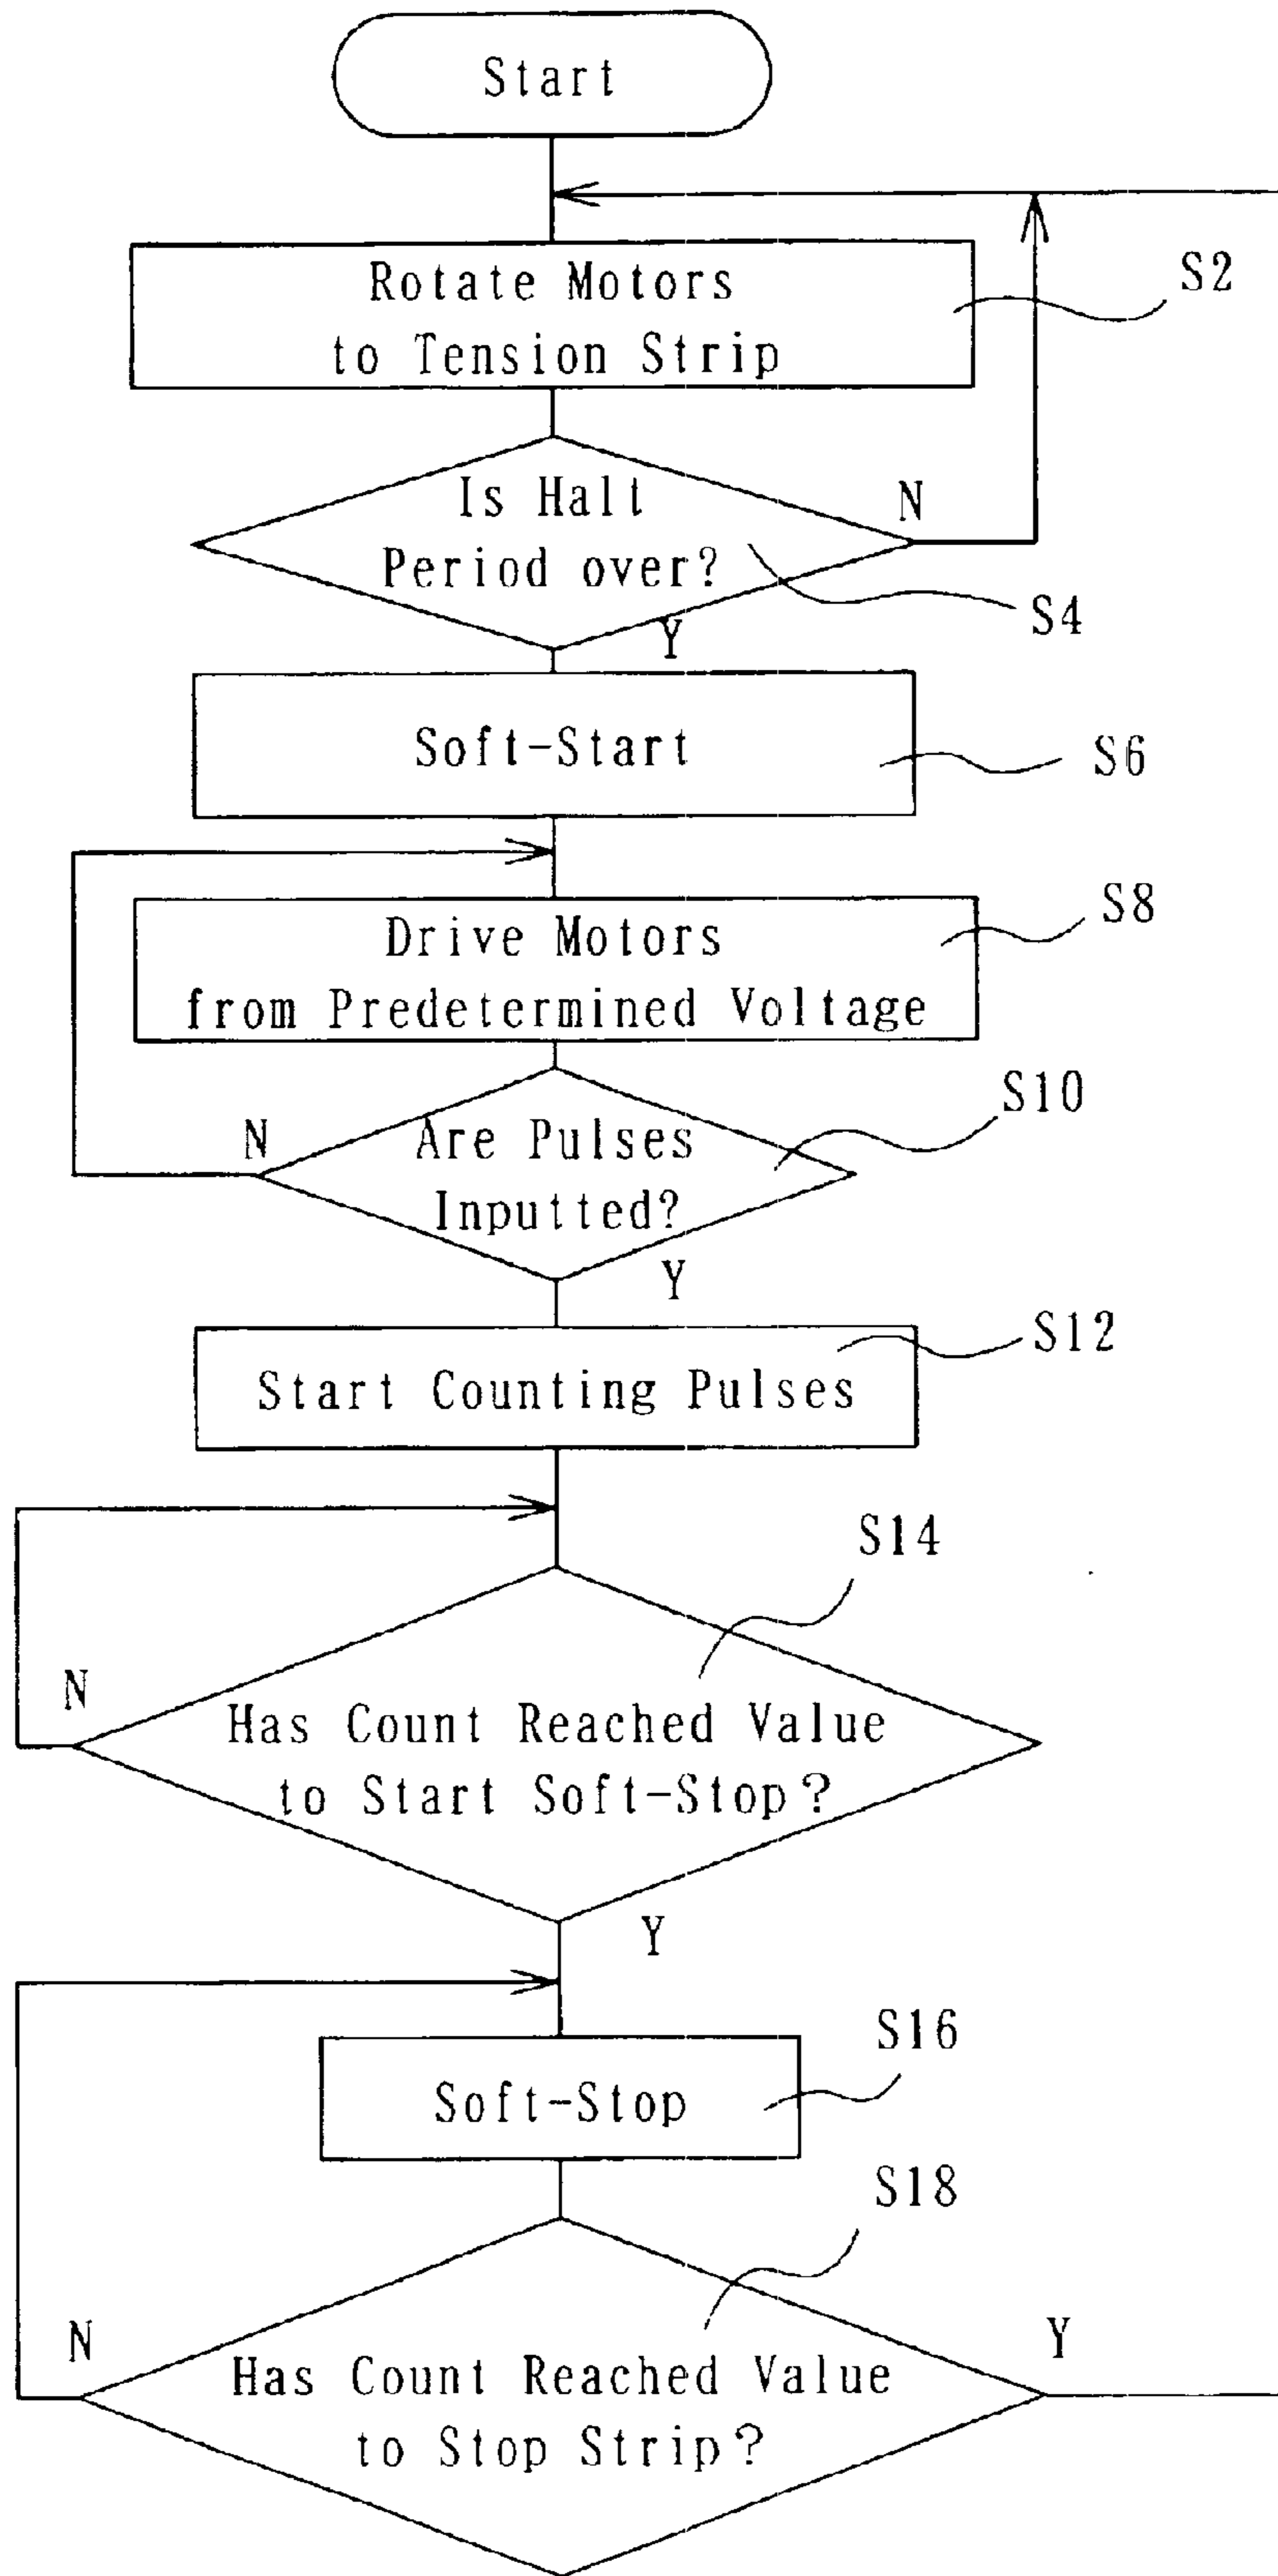 Start
Rotate Motors
to Tension Strip
S2
Is Halt
Period over?
N
S4
Y
Soft-Start
S6
Drive Motors
from Predetermined Voltage
S8
N
Are Pulses
Inputted?
S10
Y
Start Counting Pulses
S12
S14
N
Has Count Reached Value
to Start Soft-Stop?
Y
Soft-Stop
S16
S18
N
Has Count Reached Value
to Stop Strip?
Y